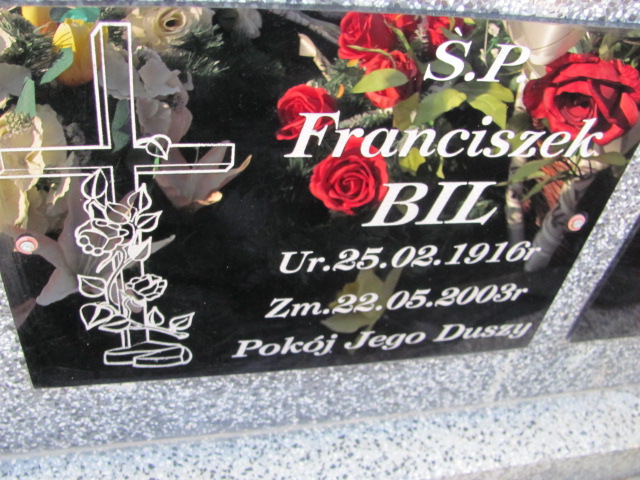 Ś.P.
Franciszek
BIL
Ur.25.02.1916r
Zm.22.05.2003r
Pokój Jego Duszy